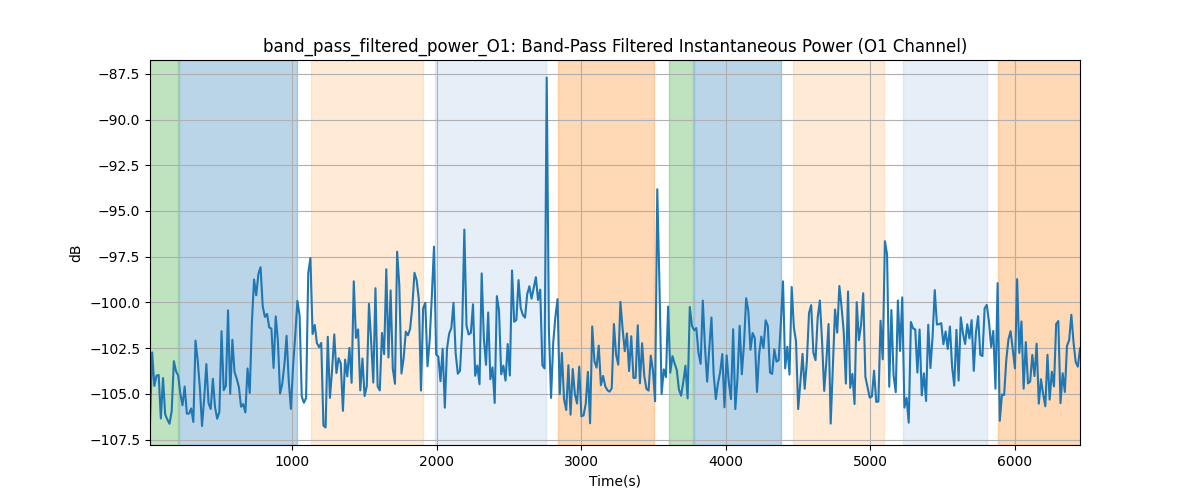 band_pass_filtered_power_O1: Band-Pass Filtered Instantaneous Power (O1 Channel)
dB
−87.5
−90.0
−92.5
−95.0
−97.5
−100.0
−102.5
−105.0
−107.5
1000 2000 3000 4000 5000 6000
Time(s)